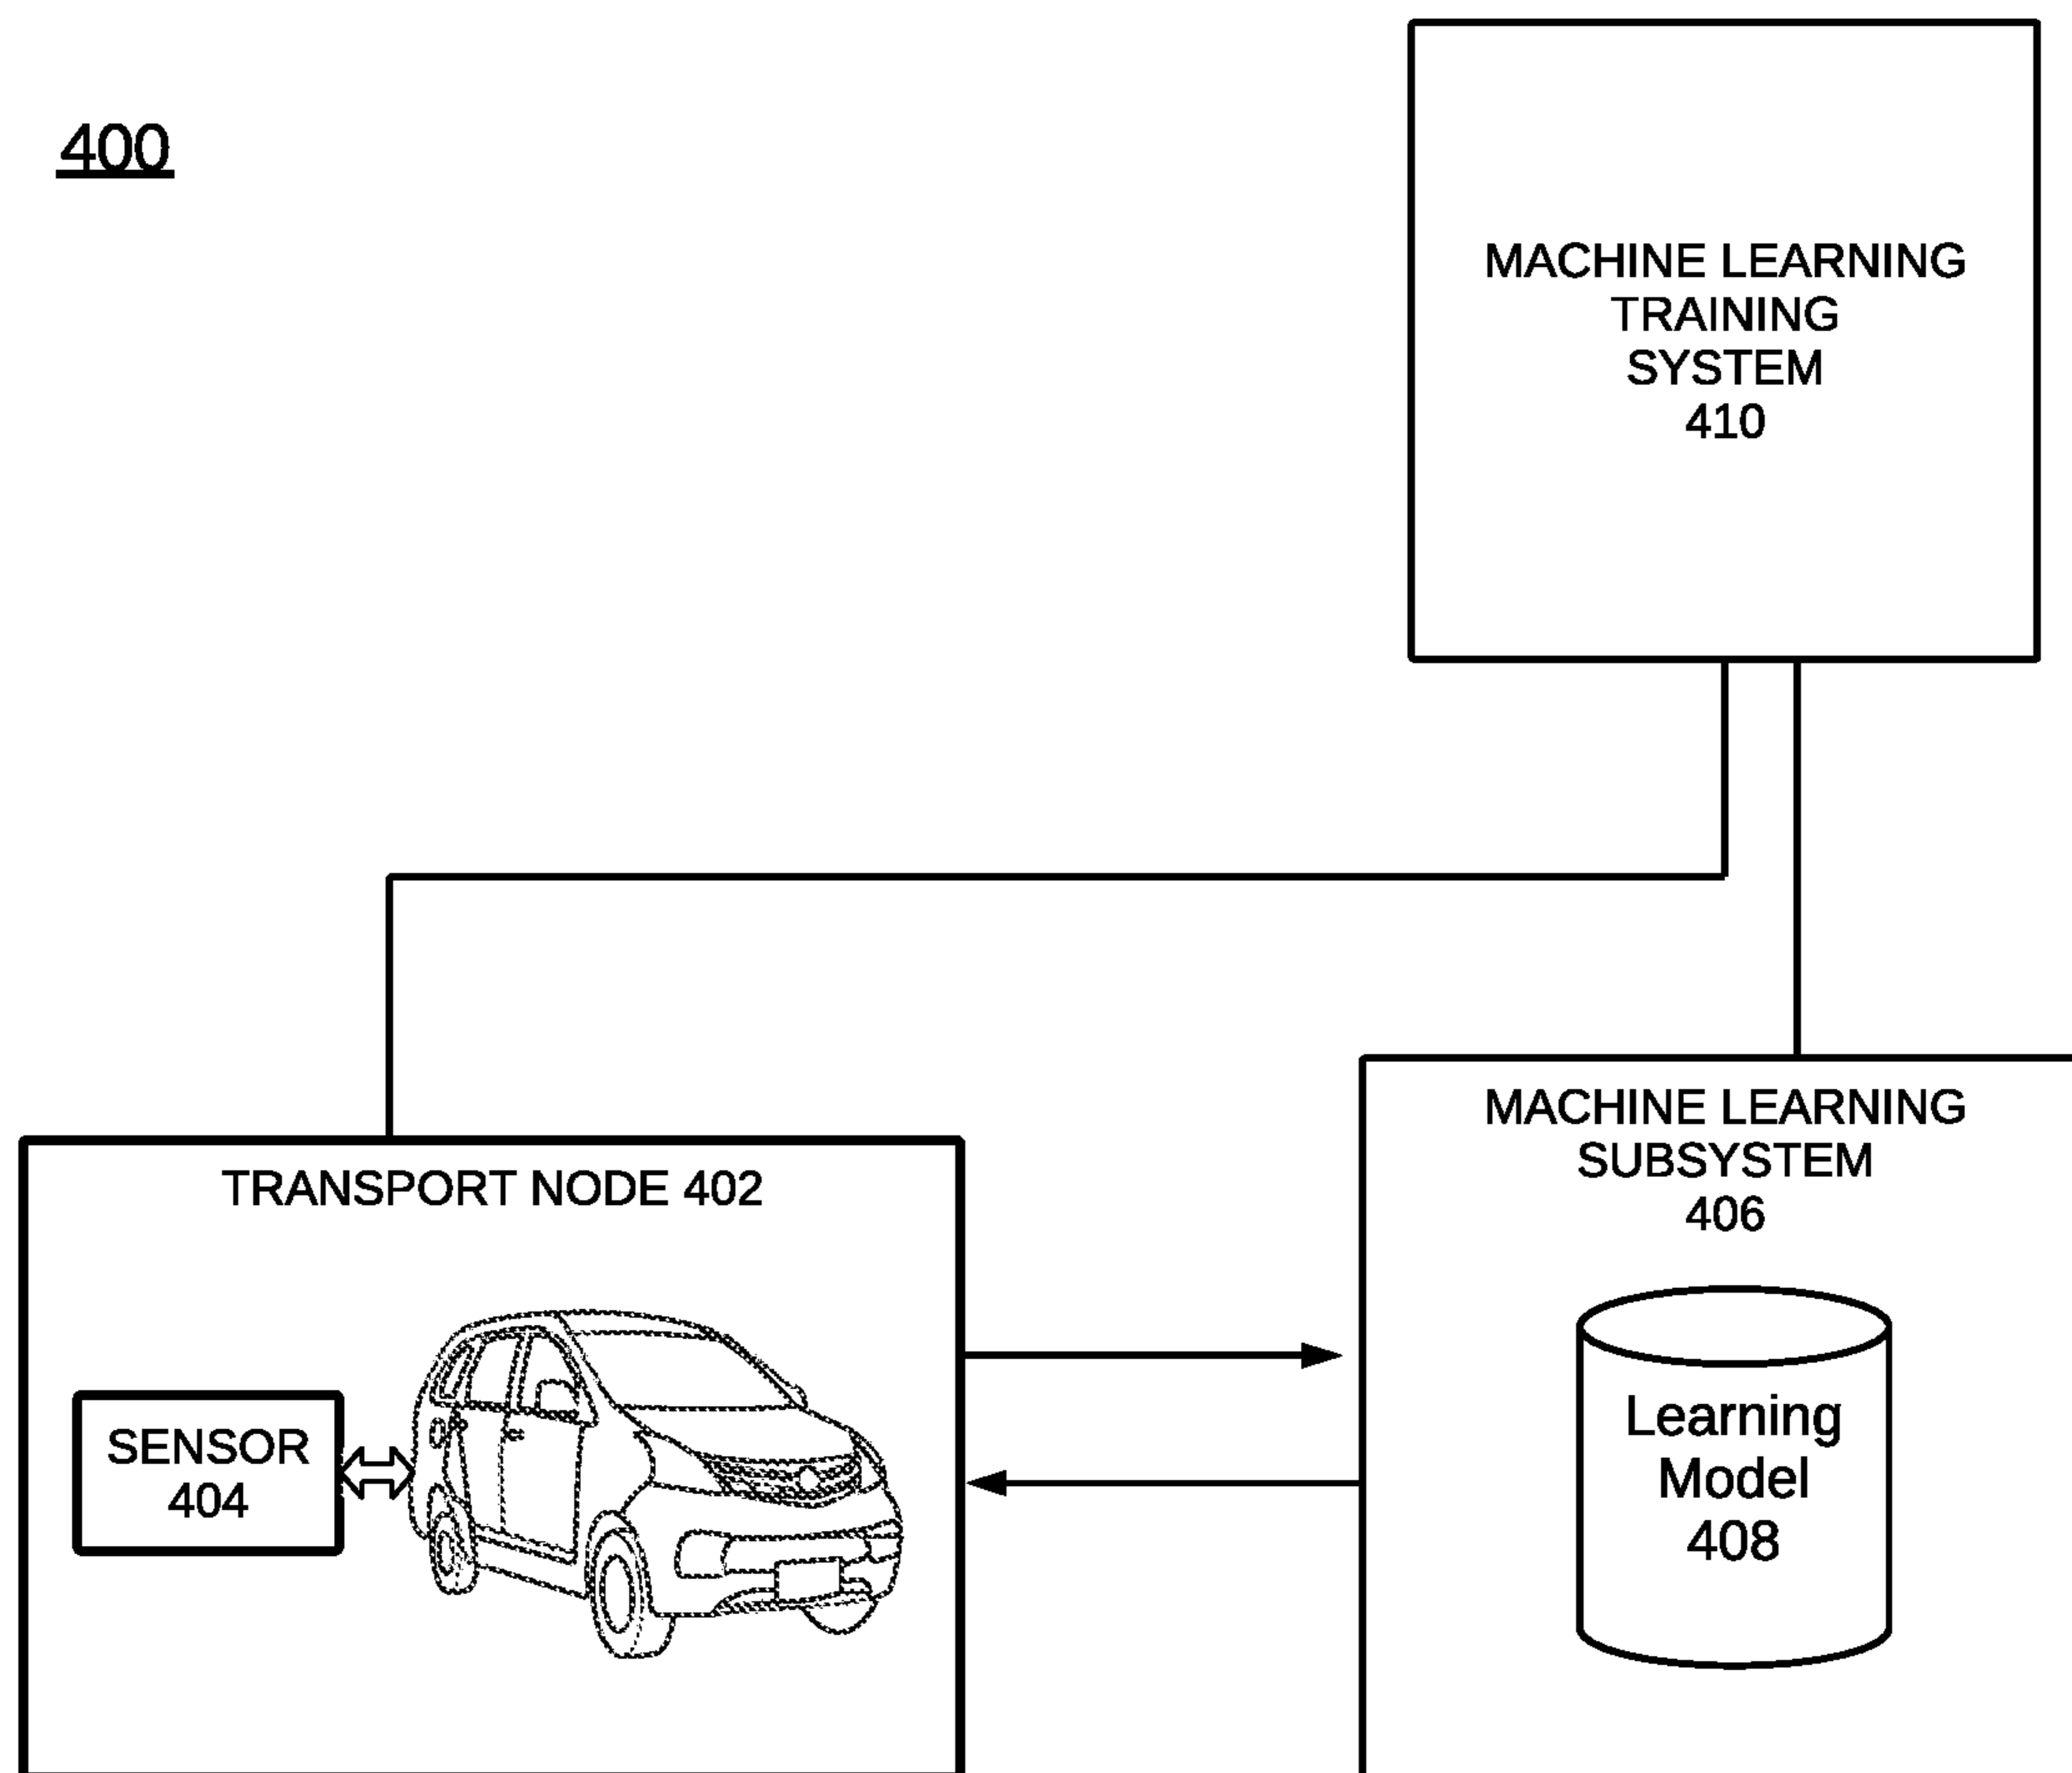 400
MACHINE LEARNING
TRAINING
SYSTEM
410
TRANSPORT NODE 402
SENSOR
404
MACHINE LEARNING
SUBSYSTEM
406
Learning
Model
408